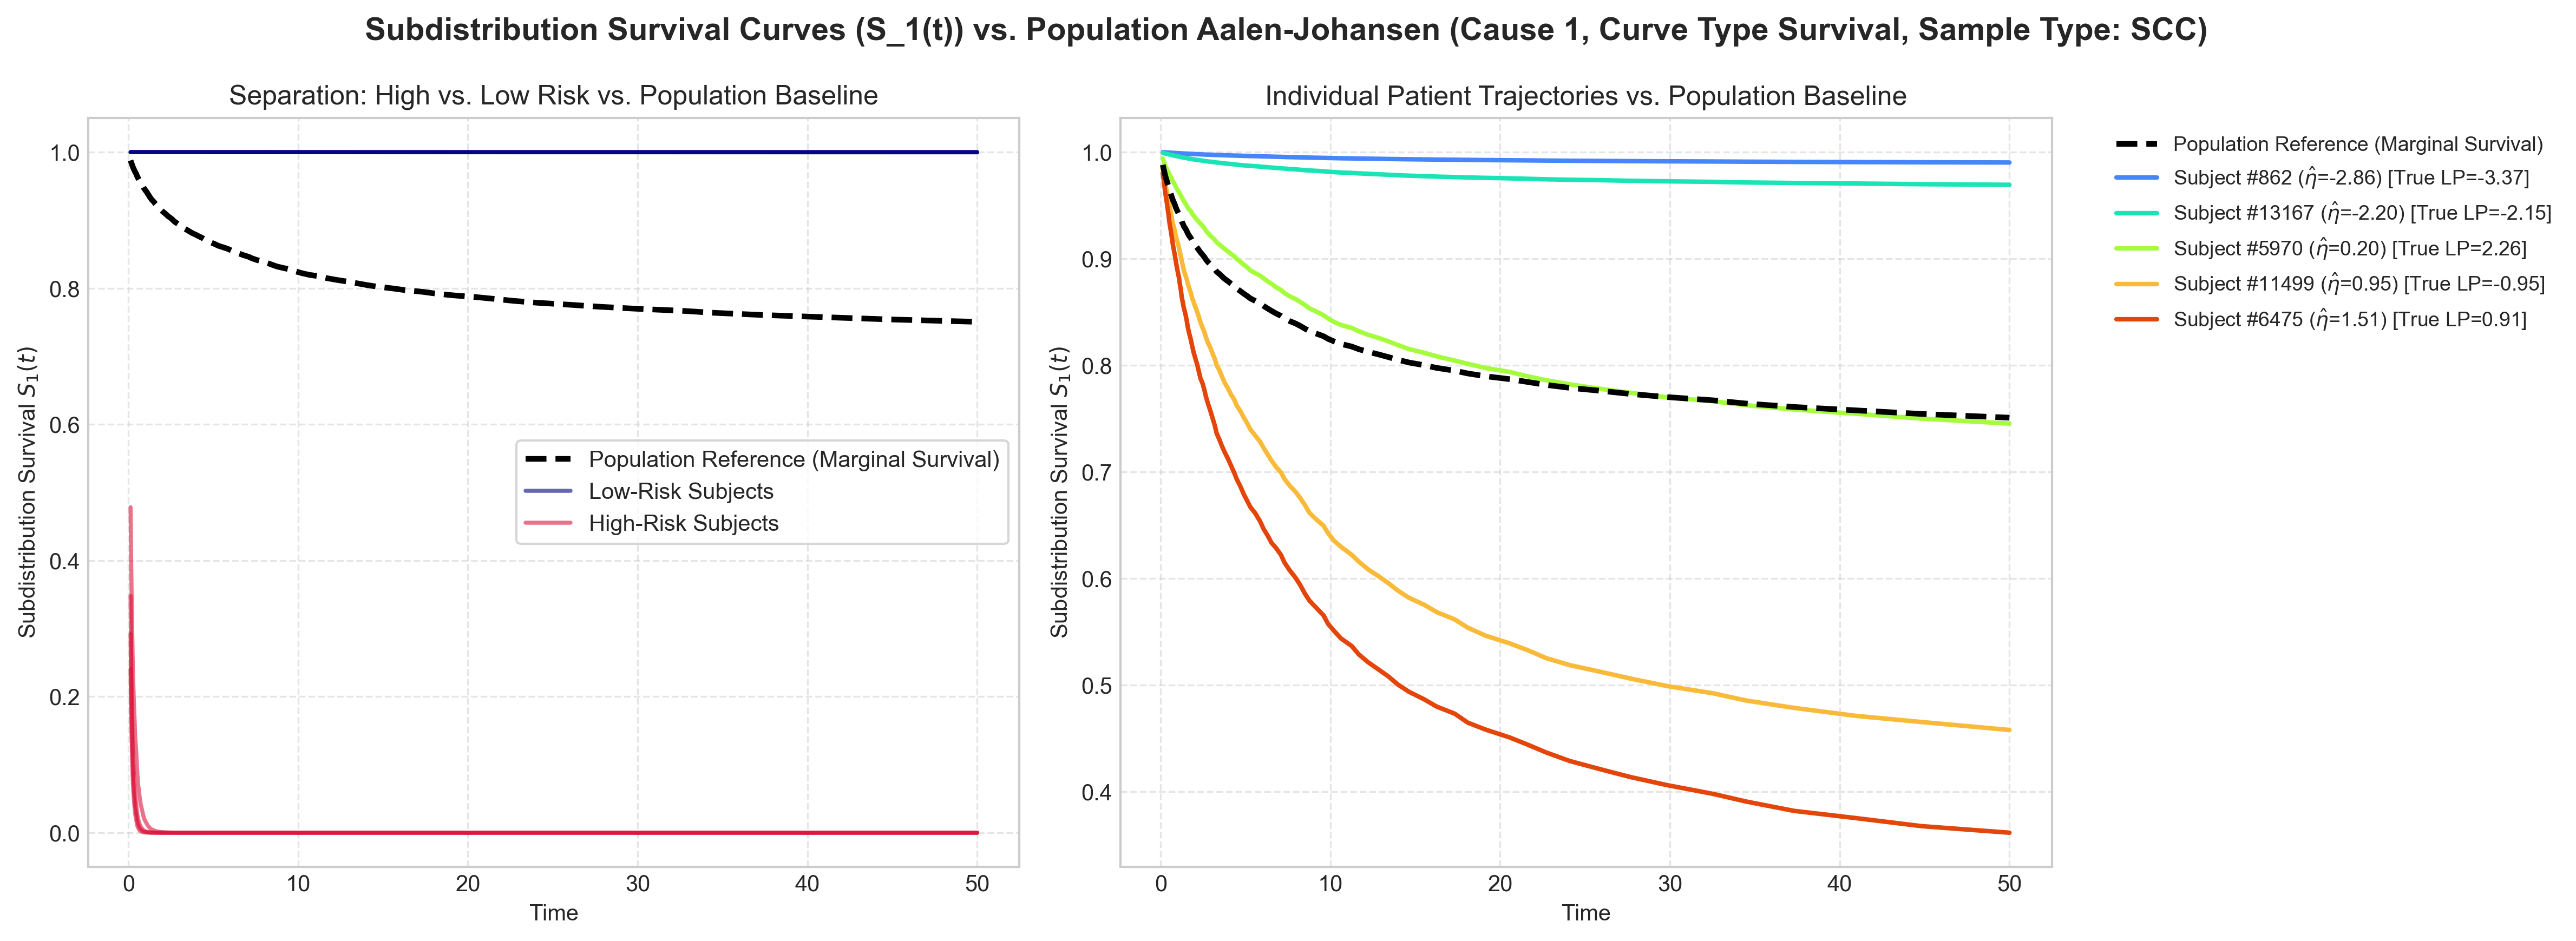 Subdistribution Survival Curves (S_1(t)) vs. Population Aalen-Johansen (Cause 1, Curve Type Survival, Sample Type: SCC)
Separation: High vs. Low Risk vs. Population Baseline
Subdistribution Survival S₁(t)
1.0
0.8
0.6
0.4
0.2
0.0
Population Reference (Marginal Survival)
Low-Risk Subjects
High-Risk Subjects
0 10 20 30 40 50
Time
Individual Patient Trajectories vs. Population Baseline
Subdistribution Survival S₁(t)
1.0
0.9
0.8
0.7
0.6
0.5
0.4
0 10 20 30 40 50
Time
Population Reference (Marginal Survival)
Subject #862 (η̂=-2.86) [True LP=-3.37]
Subject #13167 (η̂=-2.20) [True LP=-2.15]
Subject #5970 (η̂=0.20) [True LP=2.26]
Subject #11499 (η̂=0.95) [True LP=-0.95]
Subject #6475 (η̂=1.51) [True LP=0.91]